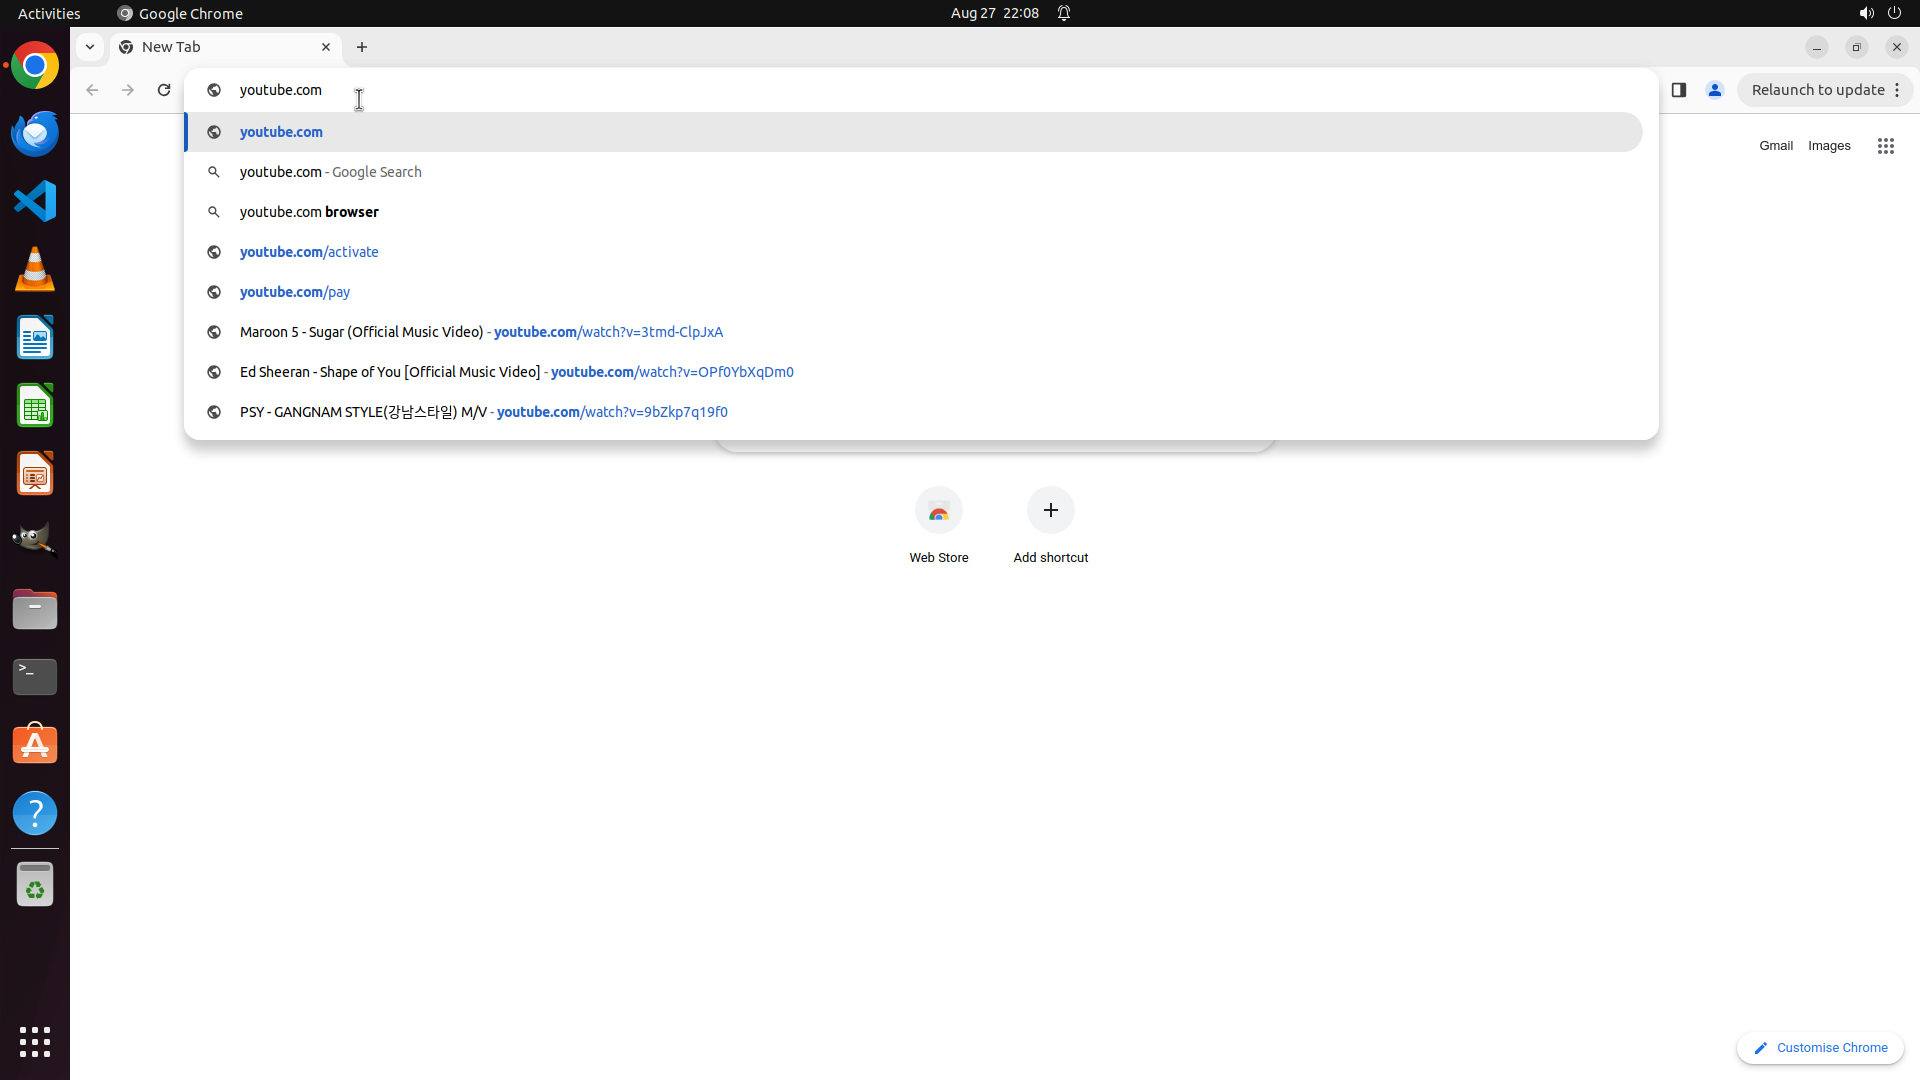 Activities Google Chrome Aug 27 22:08
New Tab
youtube.com Relaunch to update
youtube.com
youtube.com - Google Search
youtube.com browser
youtube.com/activate
youtube.com/pay
Maroon 5 - Sugar (Official Music Video) - youtube.com/watch?v=3tmd-ClpJxA
Ed Sheeran - Shape of You [Official Music Video] - youtube.com/watch?v=OPf0YbXqDm0
PSY - GANGNAM STYLE(강남스타일) M/V - youtube.com/watch?v=9bZkp7q19f0
Gmail Images
Web Store Add shortcut
>_
?
Customise Chrome